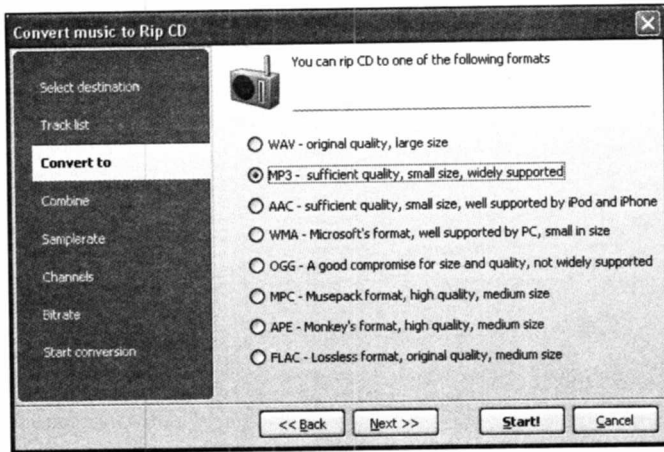 Convert music to Rip CD
Select destination
Track list
Convert to
Combine
Samplerate
Channels
Bitrate
Start conversion
You can rip CD to one of the following formats
WAV - original quality, large size
MP3 - sufficient quality, small size, widely supported
AAC - sufficient quality, small size, well supported by iPod and iPhone
WMA - Microsoft's format, well supported by PC, small in size
OGG - A good compromise for size and quality, not widely supported
MPC - Musepack format, high quality, medium size
APE - Monkey's format, high quality, medium size
FLAC - Lossless format, original quality, medium size
<< Back
Next >>
Start!
Cancel